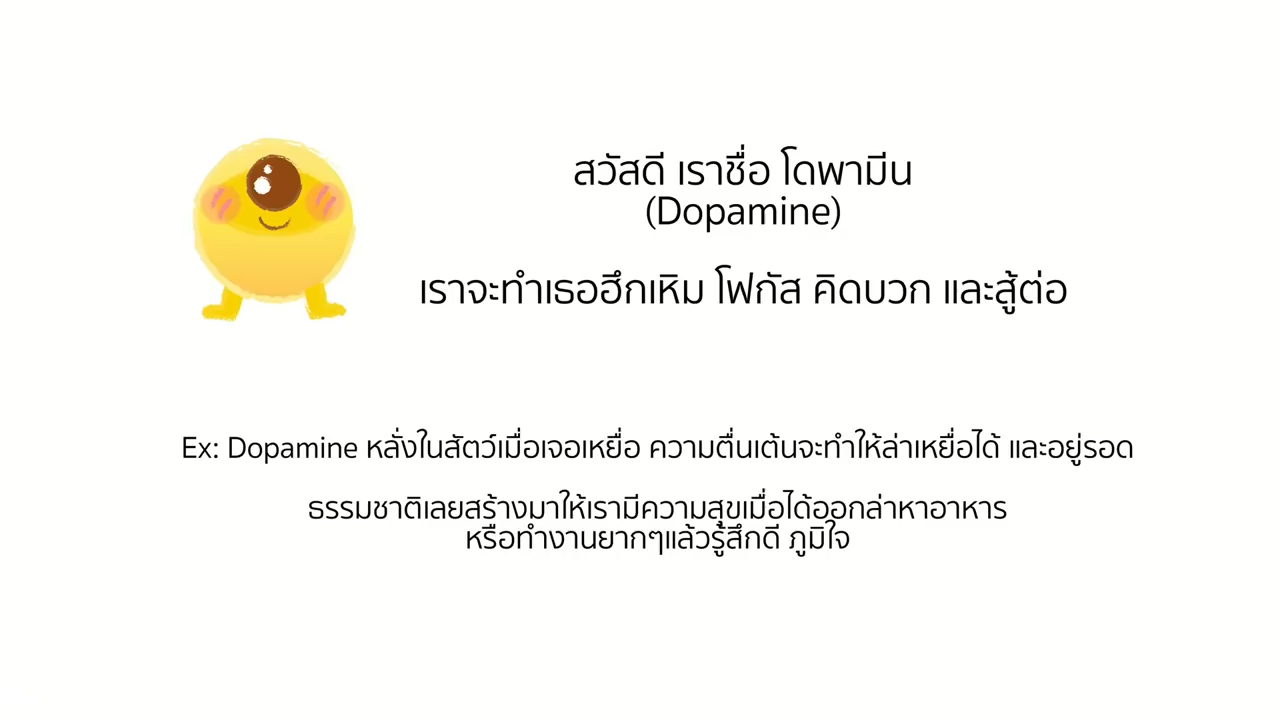 สวัสดี เราชื่อ โดพามีน
(Dopamine)
เราจะทำเธอฮึกเหิม โฟกัส คิดบวก และสู้ต่อ
Ex: Dopamine หลั่งในสัตว์เมื่อเจอเหยื่อ ความตื่นเต้นจะทำให้ล่าเหยื่อได้ และอยู่รอด
ธรรมชาติเลยสร้างมาให้เรามีความสุขเมื่อได้ออกล่าหาอาหาร
หรือทำงานยากๆแล้วรู้สึกดี ภูมิใจ